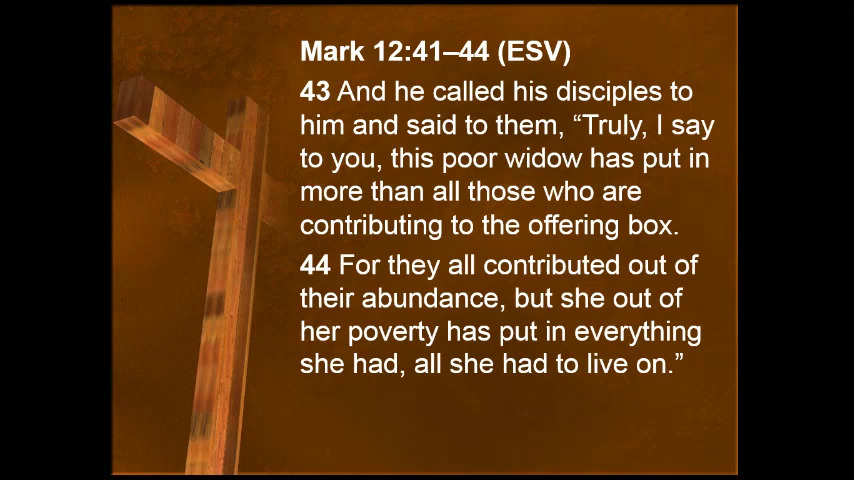 Mark 12:41–44 (ESV)
43 And he called his disciples to
him and said to them, “Truly, I say
to you, this poor widow has put in
more than all those who are
contributing to the offering box.
44 For they all contributed out of
their abundance, but she out of
her poverty has put in everything
she had, all she had to live on.”